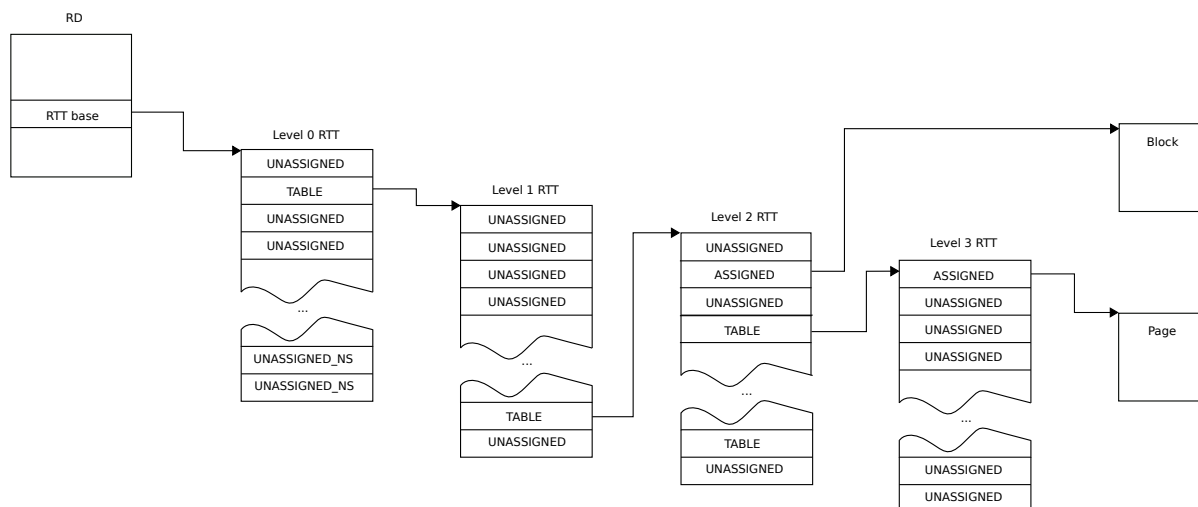 RD
RTT base
Level 0 RTT
UNASSIGNED
TABLE
UNASSIGNED
UNASSIGNED
...
UNASSIGNED_NS
UNASSIGNED_NS
Level 1 RTT
UNASSIGNED
UNASSIGNED
UNASSIGNED
UNASSIGNED
...
TABLE
UNASSIGNED
Level 2 RTT
UNASSIGNED
ASSIGNED
UNASSIGNED
TABLE
...
TABLE
UNASSIGNED
Level 3 RTT
ASSIGNED
UNASSIGNED
UNASSIGNED
UNASSIGNED
...
UNASSIGNED
UNASSIGNED
Block
Page